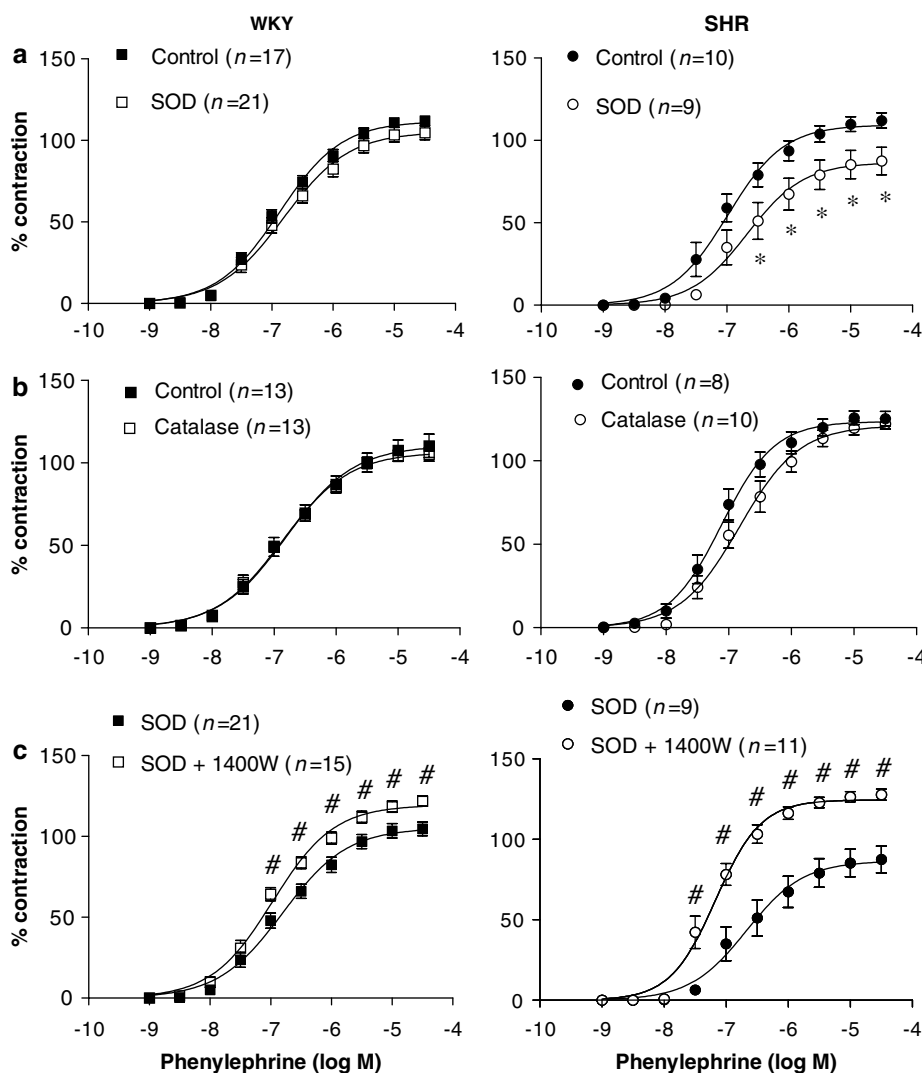 WKY
SHR
a
150
100
50
0
% contraction
Control (n=17)
SOD (n=21)
-10 -9 -8 -7 -6 -5 -4
150
100
50
0
Control (n=10)
SOD (n=9)
* * * * *
-10 -9 -8 -7 -6 -5 -4
b
150
100
50
0
% contraction
Control (n=13)
Catalase (n=13)
-10 -9 -8 -7 -6 -5 -4
150
100
50
0
Control (n=8)
Catalase (n=10)
-10 -9 -8 -7 -6 -5 -4
c
150
100
50
0
% contraction
SOD (n=21)
SOD + 1400W (n=15)
# # # # # #
-10 -9 -8 -7 -6 -5 -4
Phenylephrine (log M)
150
100
50
0
SOD (n=9)
SOD + 1400W (n=11)
# # # # # # #
-10 -9 -8 -7 -6 -5 -4
Phenylephrine (log M)